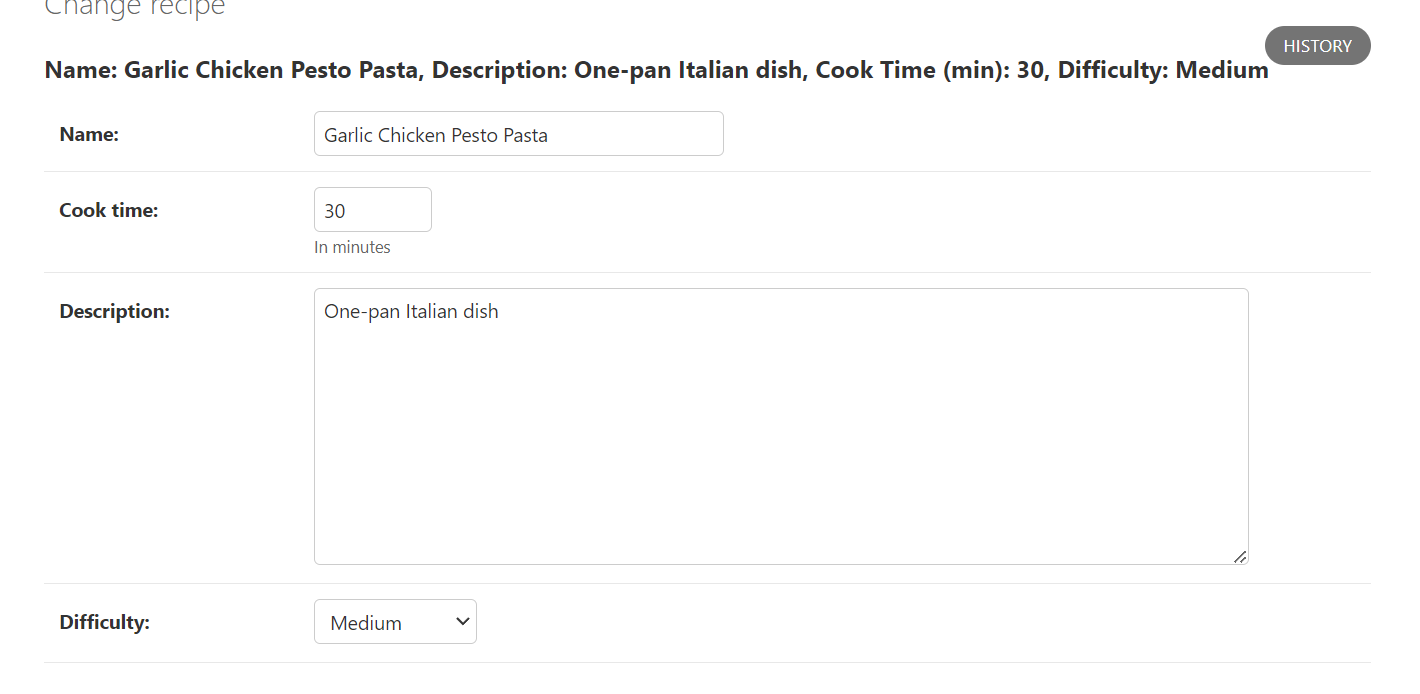 Change recipe
HISTORY
Name: Garlic Chicken Pesto Pasta, Description: One-pan Italian dish, Cook Time (min): 30, Difficulty: Medium
Name:
Garlic Chicken Pesto Pasta
Cook time:
30
In minutes
Description:
One-pan Italian dish
Difficulty:
Medium